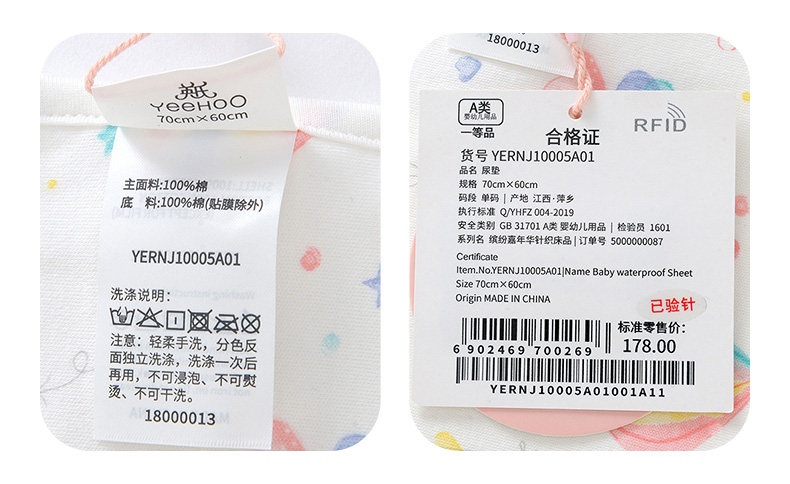 YeeHOO
70cm×60cm
主面料:100%棉
底 料:100%棉(贴膜除外)
YERNJ10005A01
洗涤说明:
注意:轻柔手洗,分色反
面独立洗涤,洗涤一次后
再用,不可浸泡、不可熨
烫、不可干洗。
18000013
18000013
A类
婴幼儿用品
一等品
合格证
RFID
货号 YERNJ10005A01
品名 尿垫
规格 70cm×60cm
码段 单码 | 产地 江西·萍乡
执行标准 Q/YHFZ 004-2019
安全类别 GB 31701 A类 婴幼儿用品 | 检验员 1601
系列名 缤纷嘉年华针织床品 | 订单号 5000000087
Certificate
Item.No.YERNJ10005A01|Name Baby waterproof Sheet
Size 70cm×60cm
Origin MADE IN CHINA
已验针
标准零售价:
178.00
6 902469 700269
YERNJ10005A01001A11